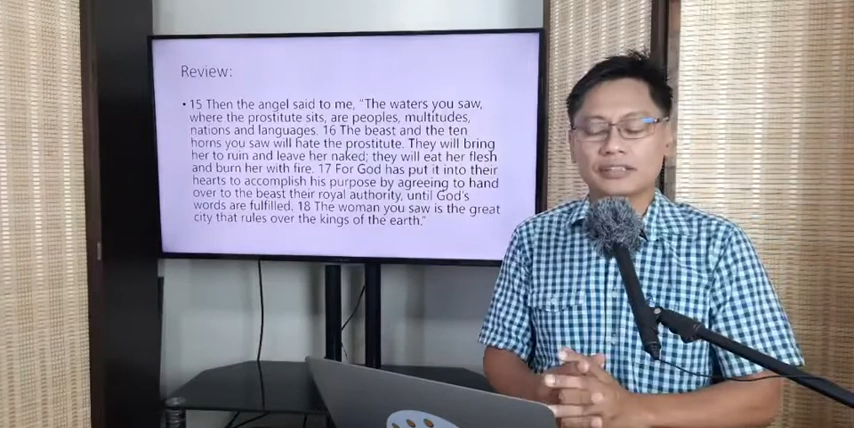 Review:
• 15 Then the angel said to me, “The waters you saw,
where the prostitute sits, are peoples, multitudes,
nations and languages. 16 The beast and the ten
horns you saw will hate the prostitute. They will bring
her to ruin and leave her naked; they will eat her flesh
and burn her with fire. 17 For God has put it into their
hearts to accomplish his purpose by agreeing to hand
over to the beast their royal authority, until God’s
words are fulfilled. 18 The woman you saw is the great
city that rules over the kings of the earth.”